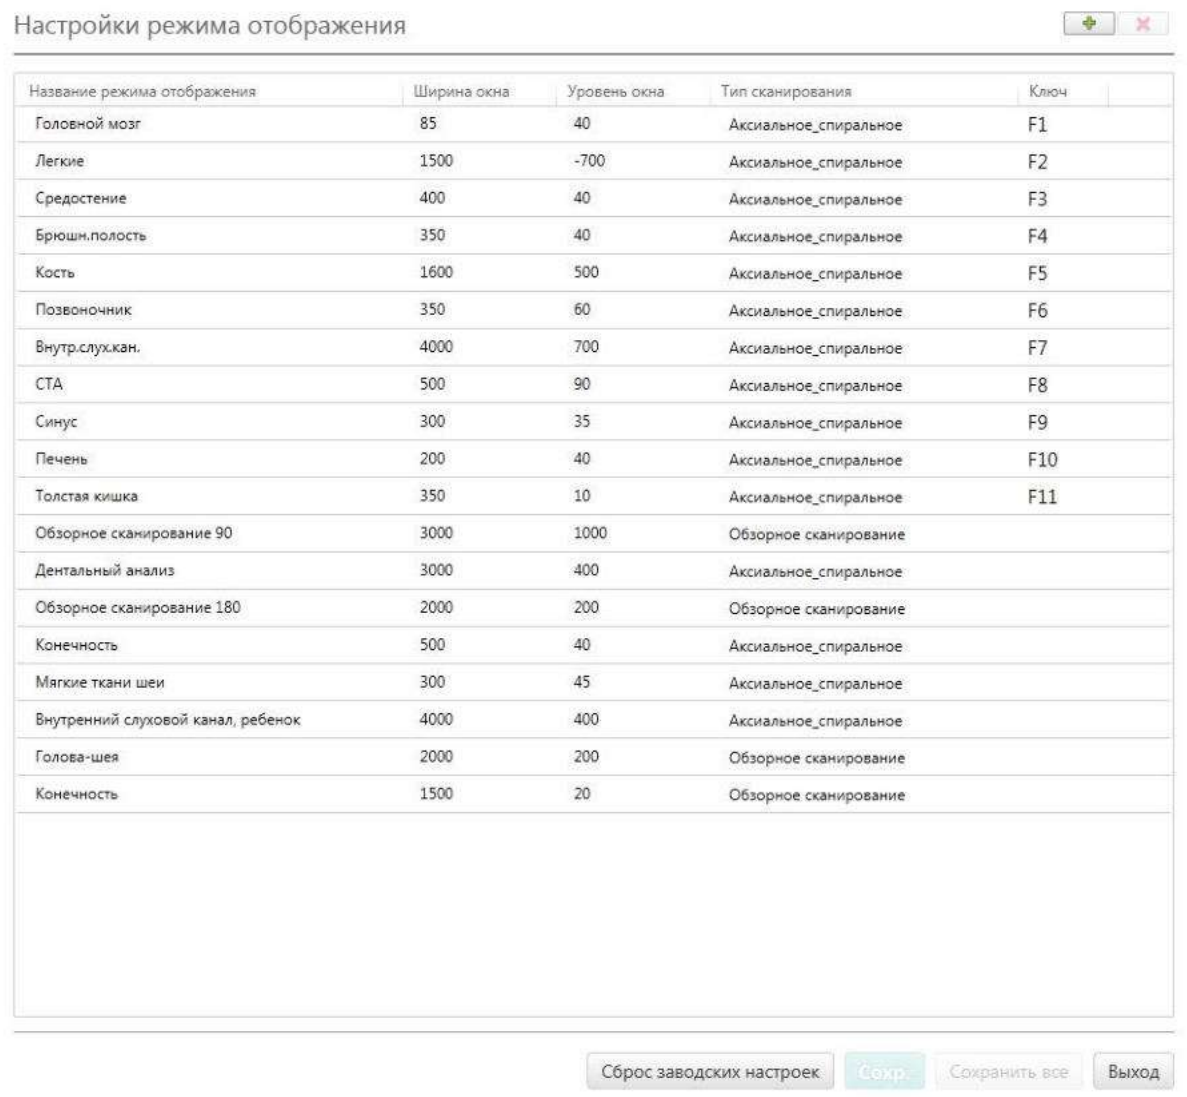 Настройки режима отображения
Название режима отображения Ширина окна Уровень окна Тип сканирования Ключ
Головной мозг 85 40 Аксиальное_спиральное F1
Легкие 1500 -700 Аксиальное_спиральное F2
Средостение 400 40 Аксиальное_спиральное F3
Брюшн.полость 350 40 Аксиальное_спиральное F4
Кость 1600 500 Аксиальное_спиральное F5
Позвоночник 350 60 Аксиальное_спиральное F6
Внутр.слух.кан. 4000 700 Аксиальное_спиральное F7
СТА 500 90 Аксиальное_спиральное F8
Синус 300 35 Аксиальное_спиральное F9
Печень 200 40 Аксиальное_спиральное F10
Толстая кишка 350 10 Аксиальное_спиральное F11
Обзорное сканирование 90 3000 1000 Обзорное сканирование
Дентальный анализ 3000 400 Аксиальное_спиральное
Обзорное сканирование 180 2000 200 Обзорное сканирование
Конечность 500 40 Аксиальное_спиральное
Мягкие ткани шеи 300 45 Аксиальное_спиральное
Внутренний слуховой канал, ребенок 4000 400 Аксиальное_спиральное
Голова-шея 2000 200 Обзорное сканирование
Конечность 1500 20 Обзорное сканирование
Сброс заводских настроек Сохр. Сохранить все Выход